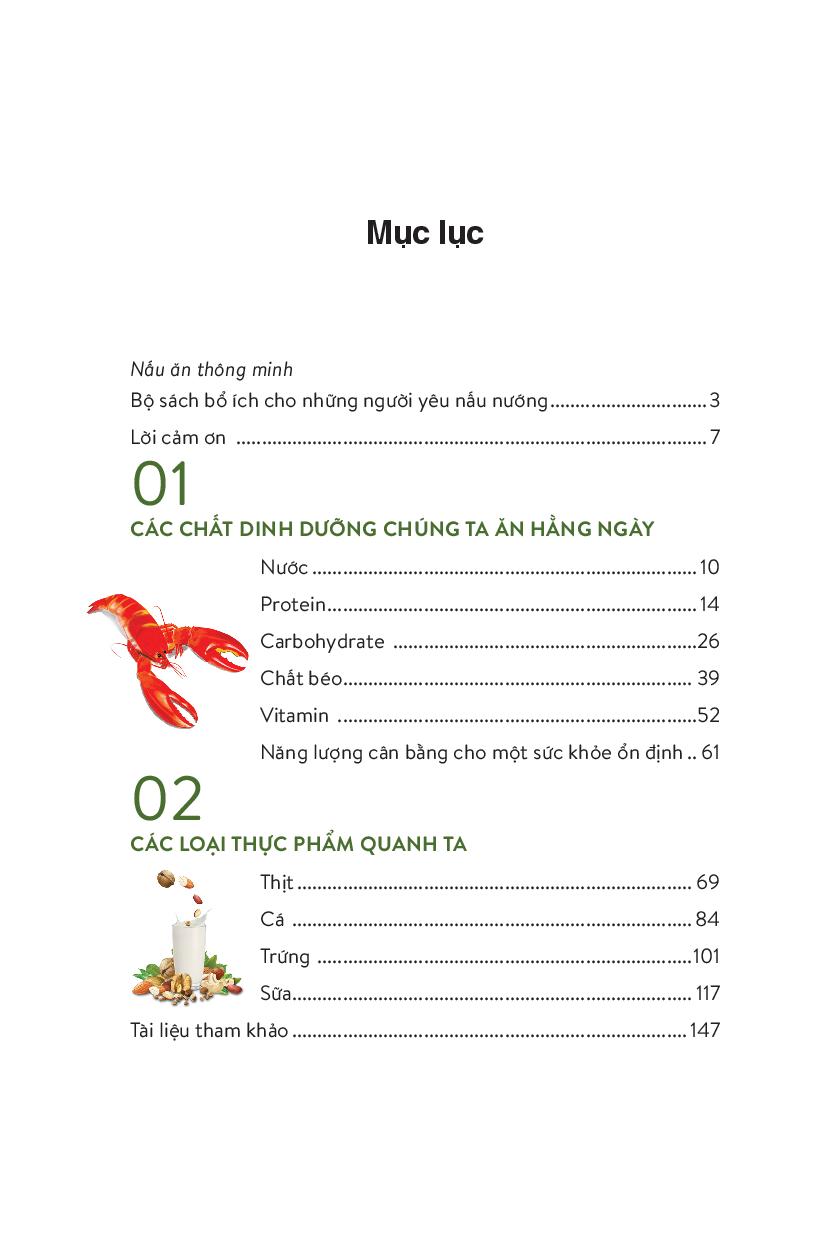 Mục lục
Nấu ăn thông minh
Bộ sách bổ ích cho những người yêu nấu nướng............................... 3
Lời cảm ơn ............................................................................................. 7
01
CÁC CHẤT DINH DƯỠNG CHÚNG TA ĂN HẰNG NGÀY
Nước ............................................................................ 10
Protein......................................................................... 14
Carbohydrate ............................................................26
Chất béo..................................................................... 39
Vitamin .......................................................................52
Năng lượng cân bằng cho một sức khỏe ổn định .. 61
02
CÁC LOẠI THỰC PHẨM QUANH TA
Thịt .............................................................................. 69
Cá ............................................................................... 84
Trứng ..........................................................................101
Sữa............................................................................... 117
Tài liệu tham khảo .............................................................................. 147